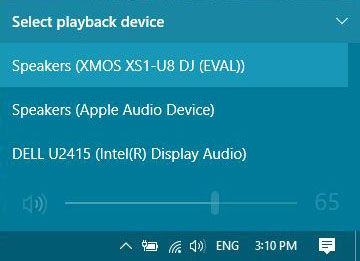 Select playback device
Speakers (XMOS XS1-U8 DJ (EVAL))
Speakers (Apple Audio Device)
DELL U2415 (Intel(R) Display Audio)
65
ENG 3:10 PM